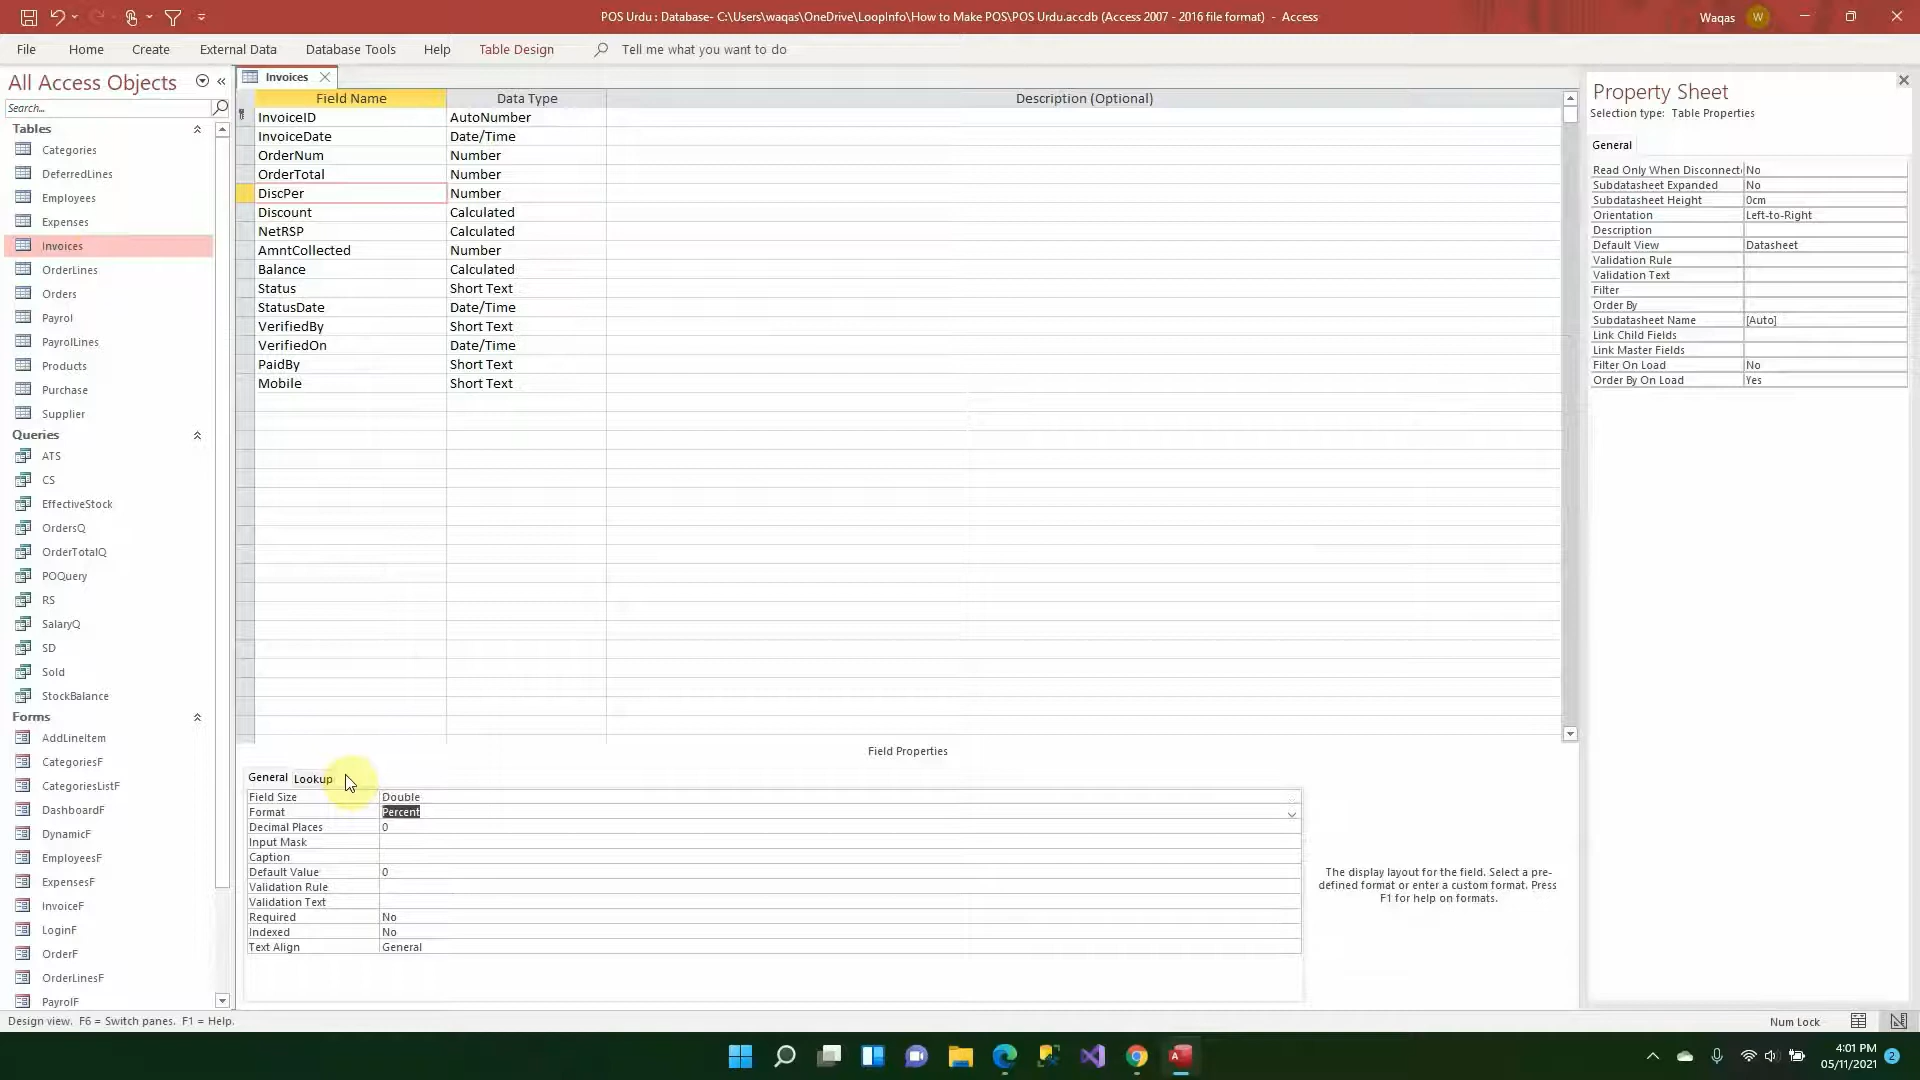 POS Urdu : Database- C:\Users\waqas\OneDrive\LoopInfo\How to Make POS\POS Urdu.accdb (Access 2007 - 2016 file format) - Access
Waqas
W
File
Home
Create
External Data
Database Tools
Help
Table Design
Tell me what you want to do
All Access Objects
Search...
Tables
Categories
DeferredLines
Employees
Expenses
Invoices
OrderLines
Orders
Payrol
PayrolLines
Products
Purchase
Supplier
Queries
ATS
CS
EffectiveStock
OrdersQ
OrderTotalQ
POQuery
RS
SalaryQ
SD
Sold
StockBalance
Forms
AddLineItem
CategoriesF
CategoriesListF
DashboardF
DynamicF
EmployeesF
ExpensesF
InvoiceF
LoginF
OrderF
OrderLinesF
PayrolF
Invoices
Field Name Data Type Description (Optional)
InvoiceID AutoNumber
InvoiceDate Date/Time
OrderNum Number
OrderTotal Number
DiscPer Number
Discount Calculated
NetRSP Calculated
AmntCollected Number
Balance Calculated
Status Short Text
StatusDate Date/Time
VerifiedBy Short Text
VerifiedOn Date/Time
PaidBy Short Text
Mobile Short Text
Field Properties
General Lookup
Field Size Double
Format Percent
Decimal Places 0
Input Mask
Caption
Default Value 0
Validation Rule
Validation Text
Required No
Indexed No
Text Align General
The display layout for the field. Select a pre-
defined format or enter a custom format. Press
F1 for help on formats.
Property Sheet
Selection type: Table Properties
General
Read Only When Disconnect No
Subdatasheet Expanded No
Subdatasheet Height 0cm
Orientation Left-to-Right
Description
Default View Datasheet
Validation Rule
Validation Text
Filter
Order By
Subdatasheet Name [Auto]
Link Child Fields
Link Master Fields
Filter On Load No
Order By On Load Yes
Design view. F6 = Switch panes. F1 = Help.
Num Lock
4:01 PM
05/11/2021
2